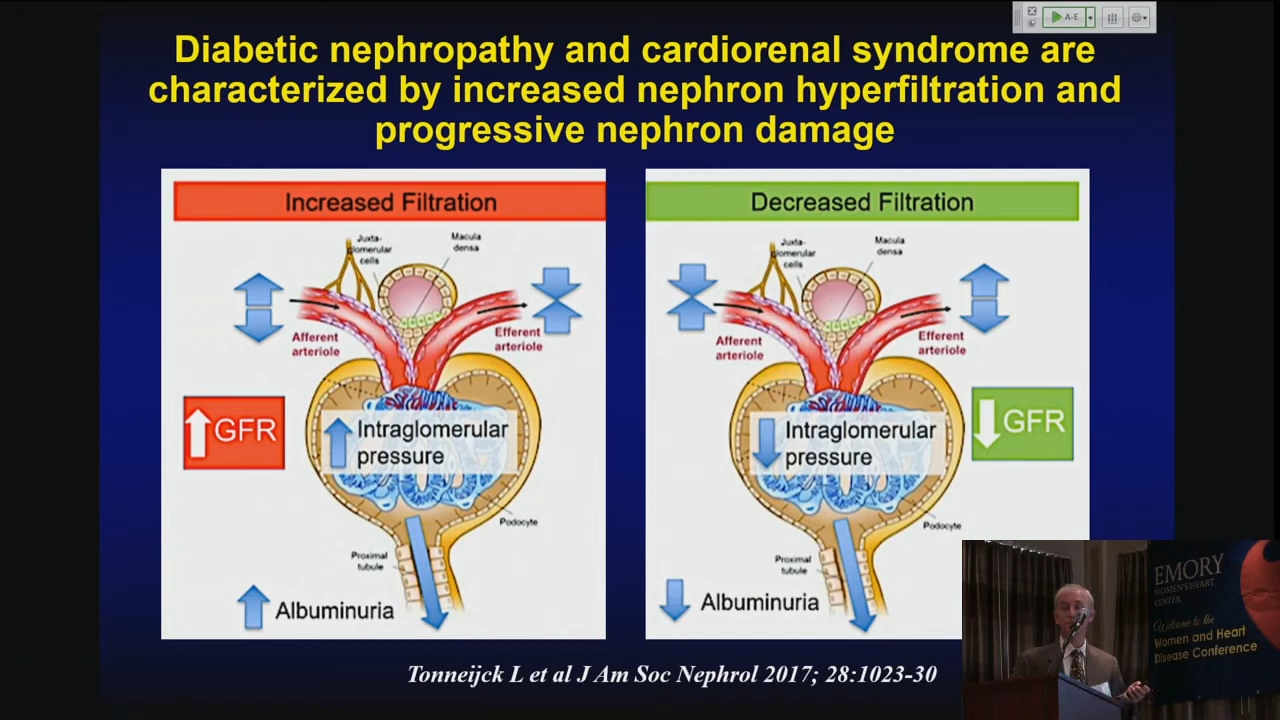 A-E
Diabetic nephropathy and cardiorenal syndrome are
characterized by increased nephron hyperfiltration and
progressive nephron damage
Increased Filtration
Juxta-
glomerular
cells
Macula
densa
Afferent
arteriole
Efferent
arteriole
GFR
Intraglomerular
pressure
Podocyte
Proximal
tubule
Albuminuria
Decreased Filtration
Juxta-
glomerular
cells
Macula
densa
Afferent
arteriole
Efferent
arteriole
Intraglomerular
pressure
GFR
Podocyte
Proximal
tubule
Albuminuria
Tonneijck L et al J Am Soc Nephrol 2017; 28:1023-30
EMORY
WOMEN'S HEART
CENTER
Welcome to the
Women and Heart
Disease Conference